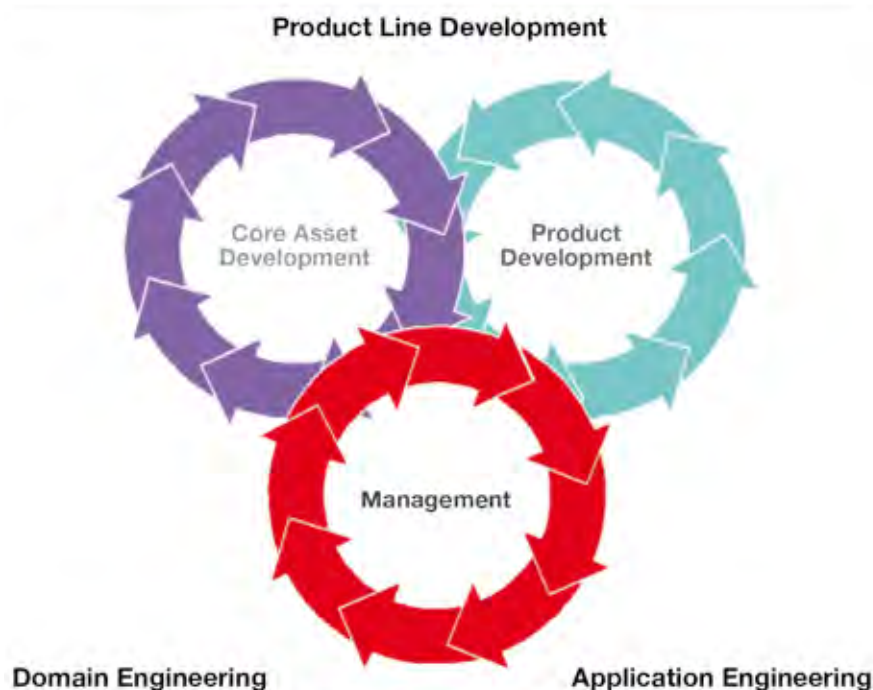 Product Line Development
Core Asset
Development
Product
Development
Management
Domain Engineering
Application Engineering